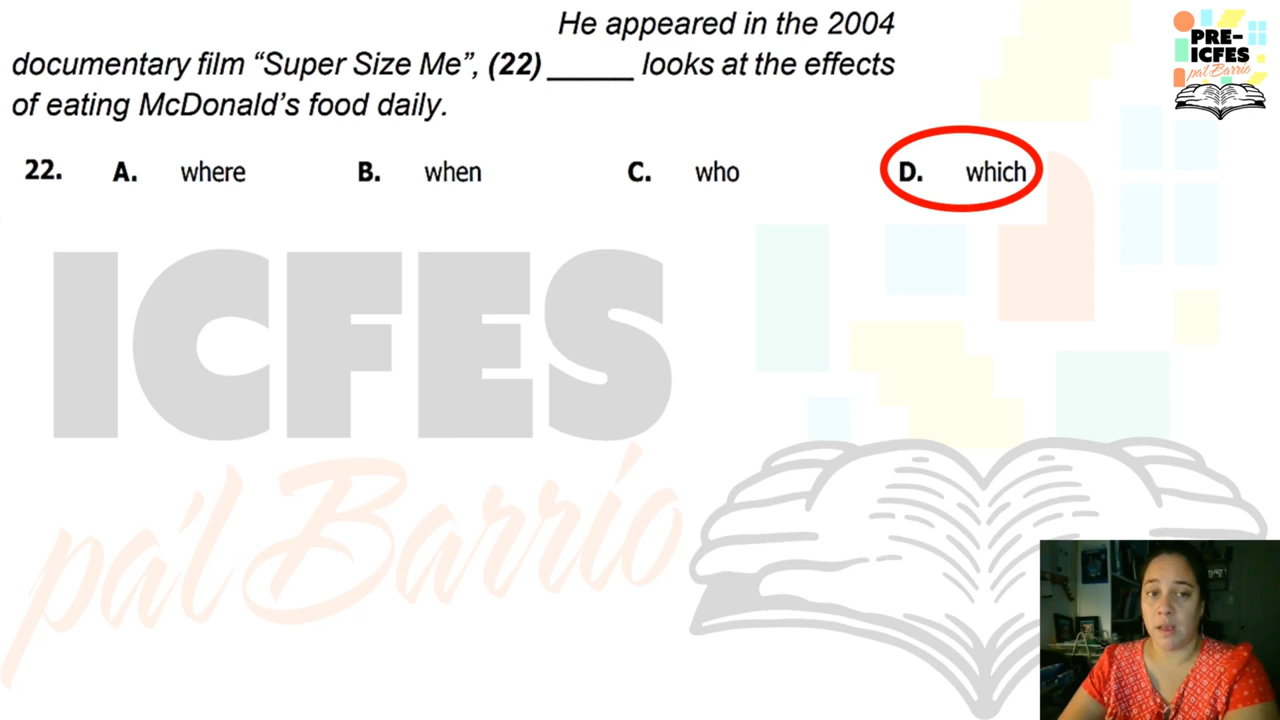 He appeared in the 2004
documentary film “Super Size Me”, (22) _____ looks at the effects
of eating McDonald’s food daily.
22. A. where B. when C. who D. which
PRE-
ICFES
pa'l Barrio
ICFES
pa'l Barrio